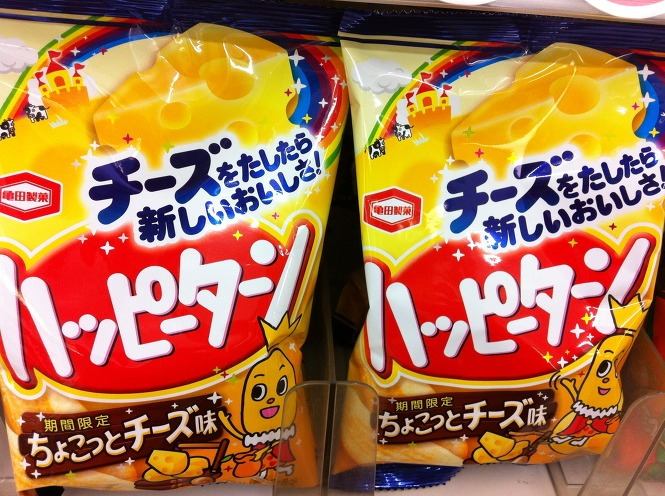 亀田製菓
チーズをたしたら
新しいおいしさ!
ハッピーターン
期間限定
ちょこっとチーズ味
亀田製菓
チーズをたしたら
新しいおいしさ!
ハッピーターン
期間限定
ちょこっとチーズ味